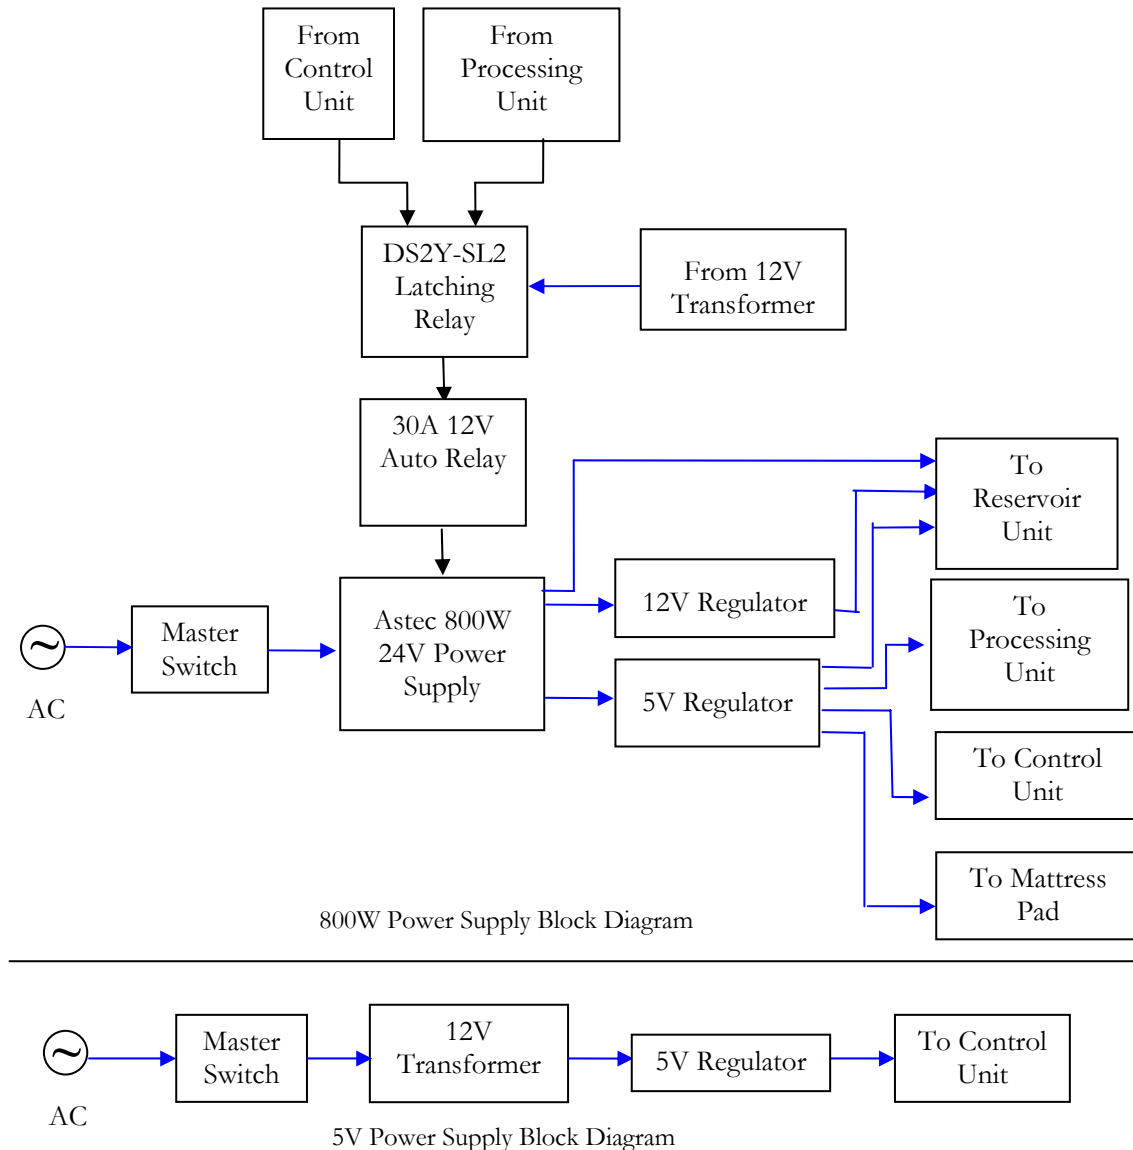 From
Control
Unit
From
Processing
Unit
DS2Y-SL2
Latching
Relay
From 12V
Transformer
30A 12V
Auto Relay
To
Reservoir
Unit
12V Regulator
To
Processing
Unit
Master
Switch
Astec 800W
24V Power
Supply
5V Regulator
AC
To Control
Unit
To Mattress
Pad
800W Power Supply Block Diagram
Master
Switch
12V
Transformer
5V Regulator
To Control
Unit
AC
5V Power Supply Block Diagram